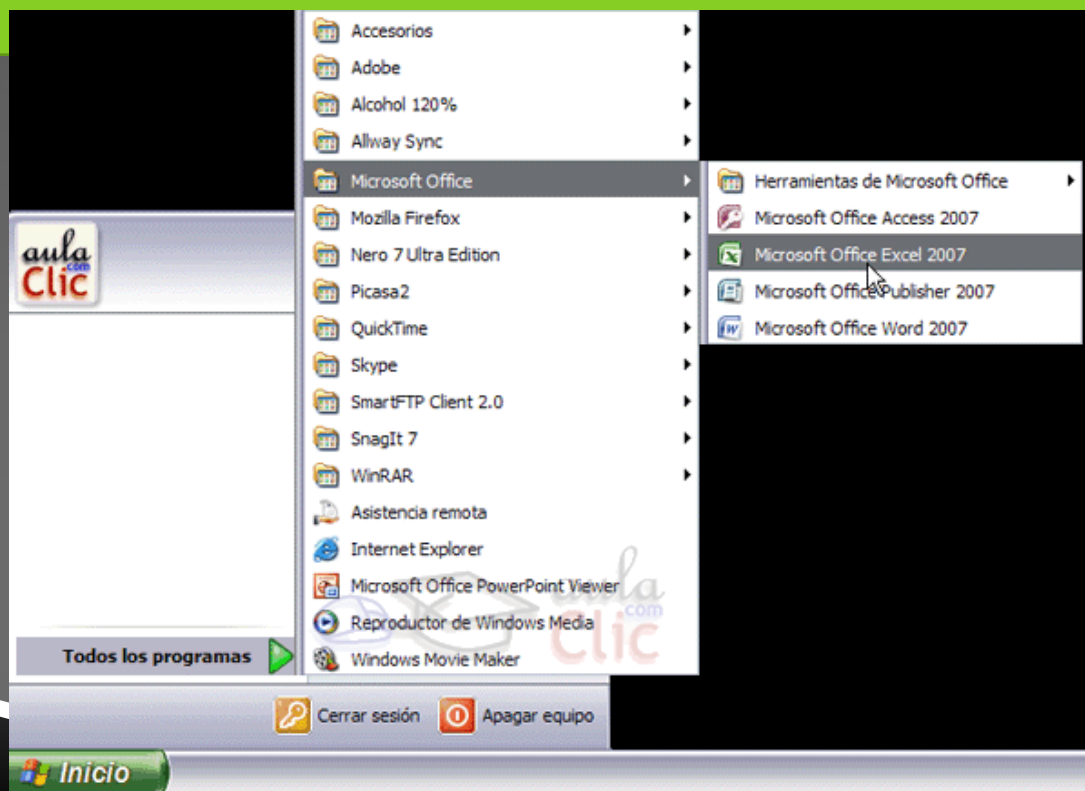 Accesorios
Adobe
Alcohol 120%
Allway Sync
Microsoft Office
Mozilla Firefox
Nero 7 Ultra Edition
Picasa2
QuickTime
Skype
SmartFTP Client 2.0
SnagIt 7
WinRAR
Asistencia remota
Internet Explorer
Microsoft Office PowerPoint Viewer
Reproductor de Windows Media
Windows Movie Maker
Herramientas de Microsoft Office
Microsoft Office Access 2007
Microsoft Office Excel 2007
Microsoft Office Publisher 2007
Microsoft Office Word 2007
aula
.com
Clic
aula
.com
Clic
Todos los programas
Cerrar sesión
Apagar equipo
Inicio